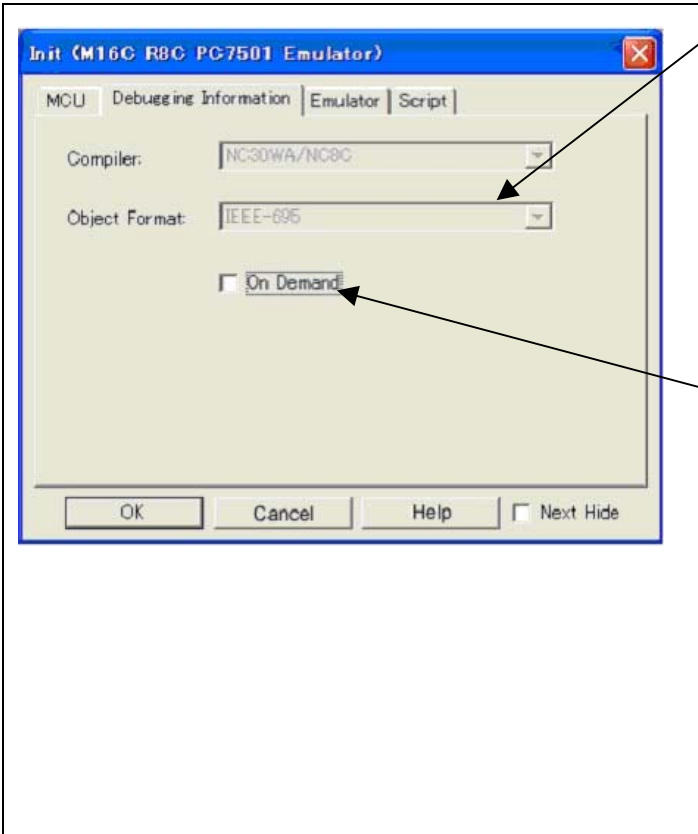 Init (M16C R8C PC7501 Emulator)
MCU Debugging Information Emulator Script
Compiler: NC30WA/NC8C
Object Format: IEEE-695
On Demand
OK Cancel Help Next Hide